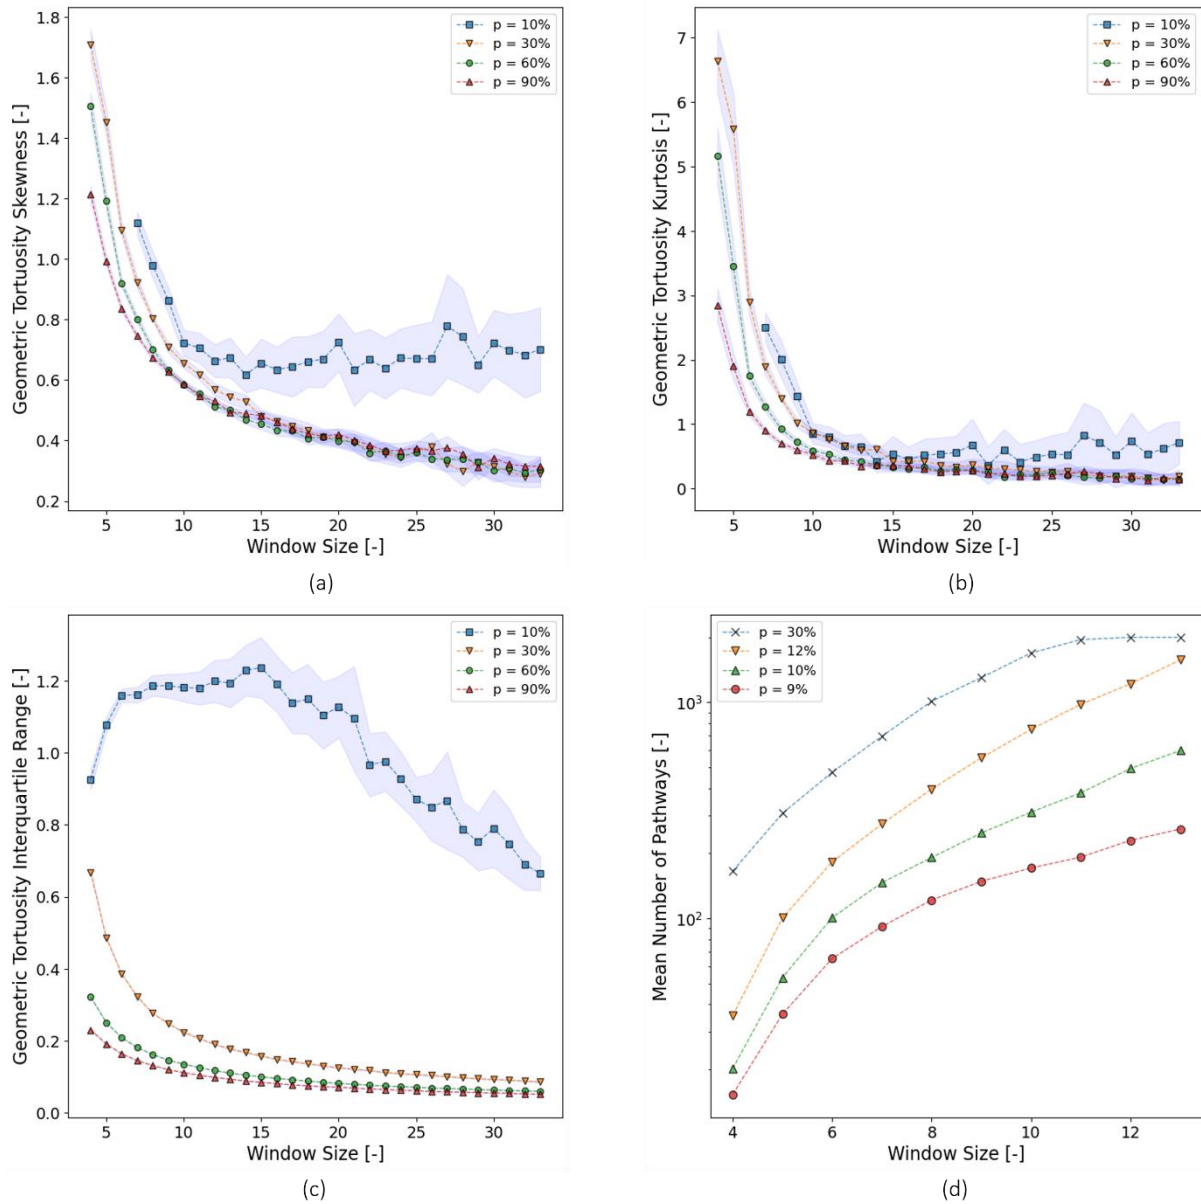 1.8
1.6
1.4
1.2
1.0
0.8
0.6
0.4
0.2
Geometric Tortuosity Skewness [-]
p = 10%
p = 30%
p = 60%
p = 90%
5 10 15 20 25 30
Window Size [-]
(a)
7
6
5
4
3
2
1
0
Geometric Tortuosity Kurtosis [-]
p = 10%
p = 30%
p = 60%
p = 90%
5 10 15 20 25 30
Window Size [-]
(b)
1.2
1.0
0.8
0.6
0.4
0.2
0.0
Geometric Tortuosity Interquartile Range [-]
p = 10%
p = 30%
p = 60%
p = 90%
5 10 15 20 25 30
Window Size [-]
(c)
10³
10²
Mean Number of Pathways [-]
p = 30%
p = 12%
p = 10%
p = 9%
4 6 8 10 12
Window Size [-]
(d)